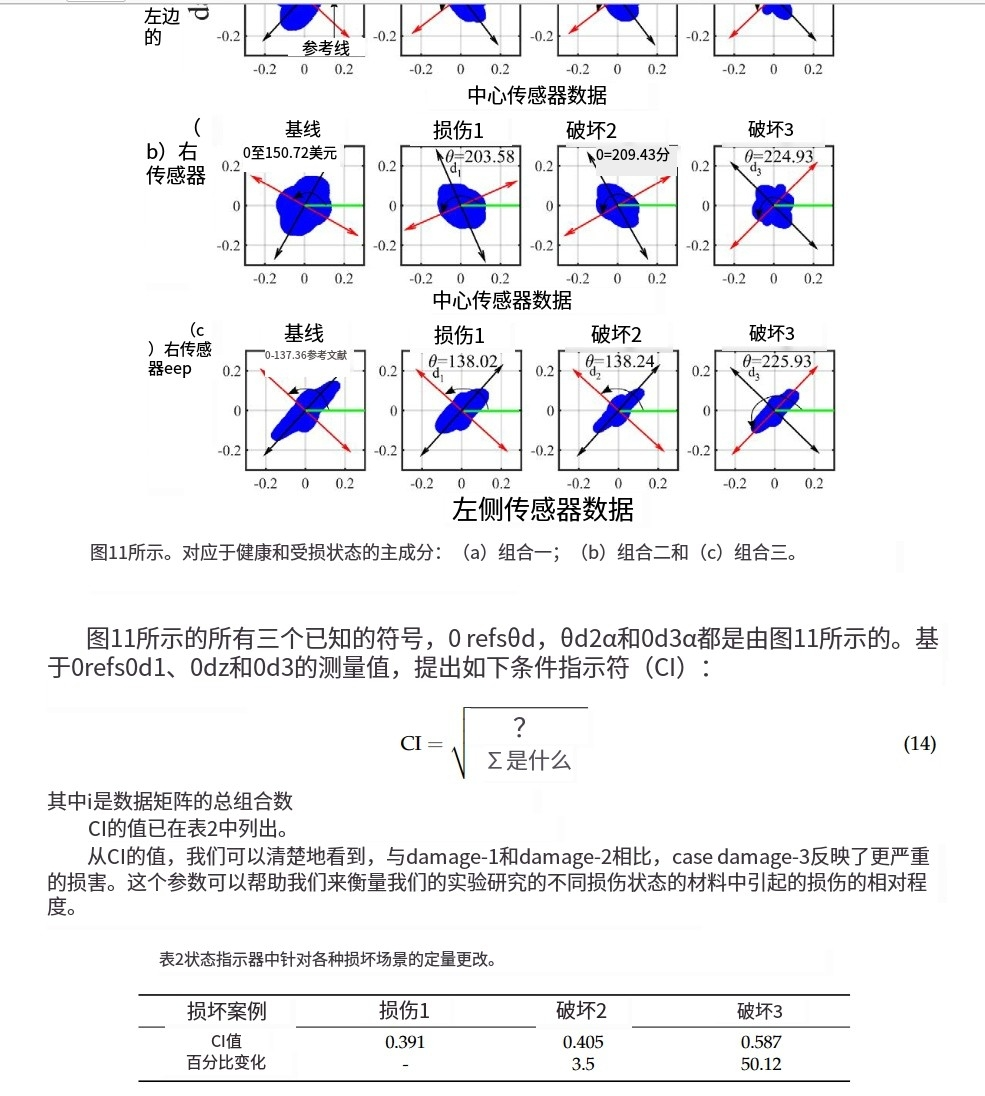 左边
的
d
-0.2 -0.2 -0.2 -0.2
参考线
-0.2 0 0.2 -0.2 0 0.2 -0.2 0 0.2 -0.2 0 0.2
中心传感器数据
（
b）右
传感器
基线 损伤1 破坏2 破坏3
0至150.72美元 θ=203.58 0=209.43分 θ=224.93
d1 d3
0.2 0.2 0.2 0.2
0 0 0 0
-0.2 -0.2 -0.2 -0.2
-0.2 0 0.2 -0.2 0 0.2 -0.2 0 0.2 -0.2 0 0.2
中心传感器数据
（c
）右传感
器eep
基线 损伤1 破坏2 破坏3
0-137.36参考文献 θ=138.02 θ=138.24 θ=225.93
d1 d2 d3
0.2 0.2 0.2 0.2
0 0 0 0
-0.2 -0.2 -0.2 -0.2
-0.2 0 0.2 -0.2 0 0.2 -0.2 0 0.2 -0.2 0 0.2
左侧传感器数据
图11所示。对应于健康和受损状态的主成分：（a）组合一；（b）组合二和（c）组合三。
图11所示的所有三个已知的符号，0 refsθd，θd2α和0d3α都是由图11所示的。基
于0refs0d1、0dz和0d3的测量值，提出如下条件指示符（CI）：
？
CI = √ Σ是什么 (14)
其中i是数据矩阵的总组合数
CI的值已在表2中列出。
从CI的值，我们可以清楚地看到，与damage-1和damage-2相比，case damage-3反映了更严重
的损害。这个参数可以帮助我们来衡量我们的实验研究的不同损伤状态的材料中引起的损伤的相对程
度。
表2状态指示器中针对各种损坏场景的定量更改。
损坏案例 损伤1 破坏2 破坏3
CI值 0.391 0.405 0.587
百分比变化 - 3.5 50.12